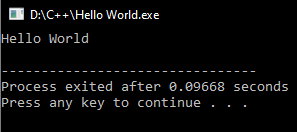 D:\C++\Hello World.exe
Hello World
--------------------------------
Process exited after 0.09668 seconds
Press any key to continue . . .